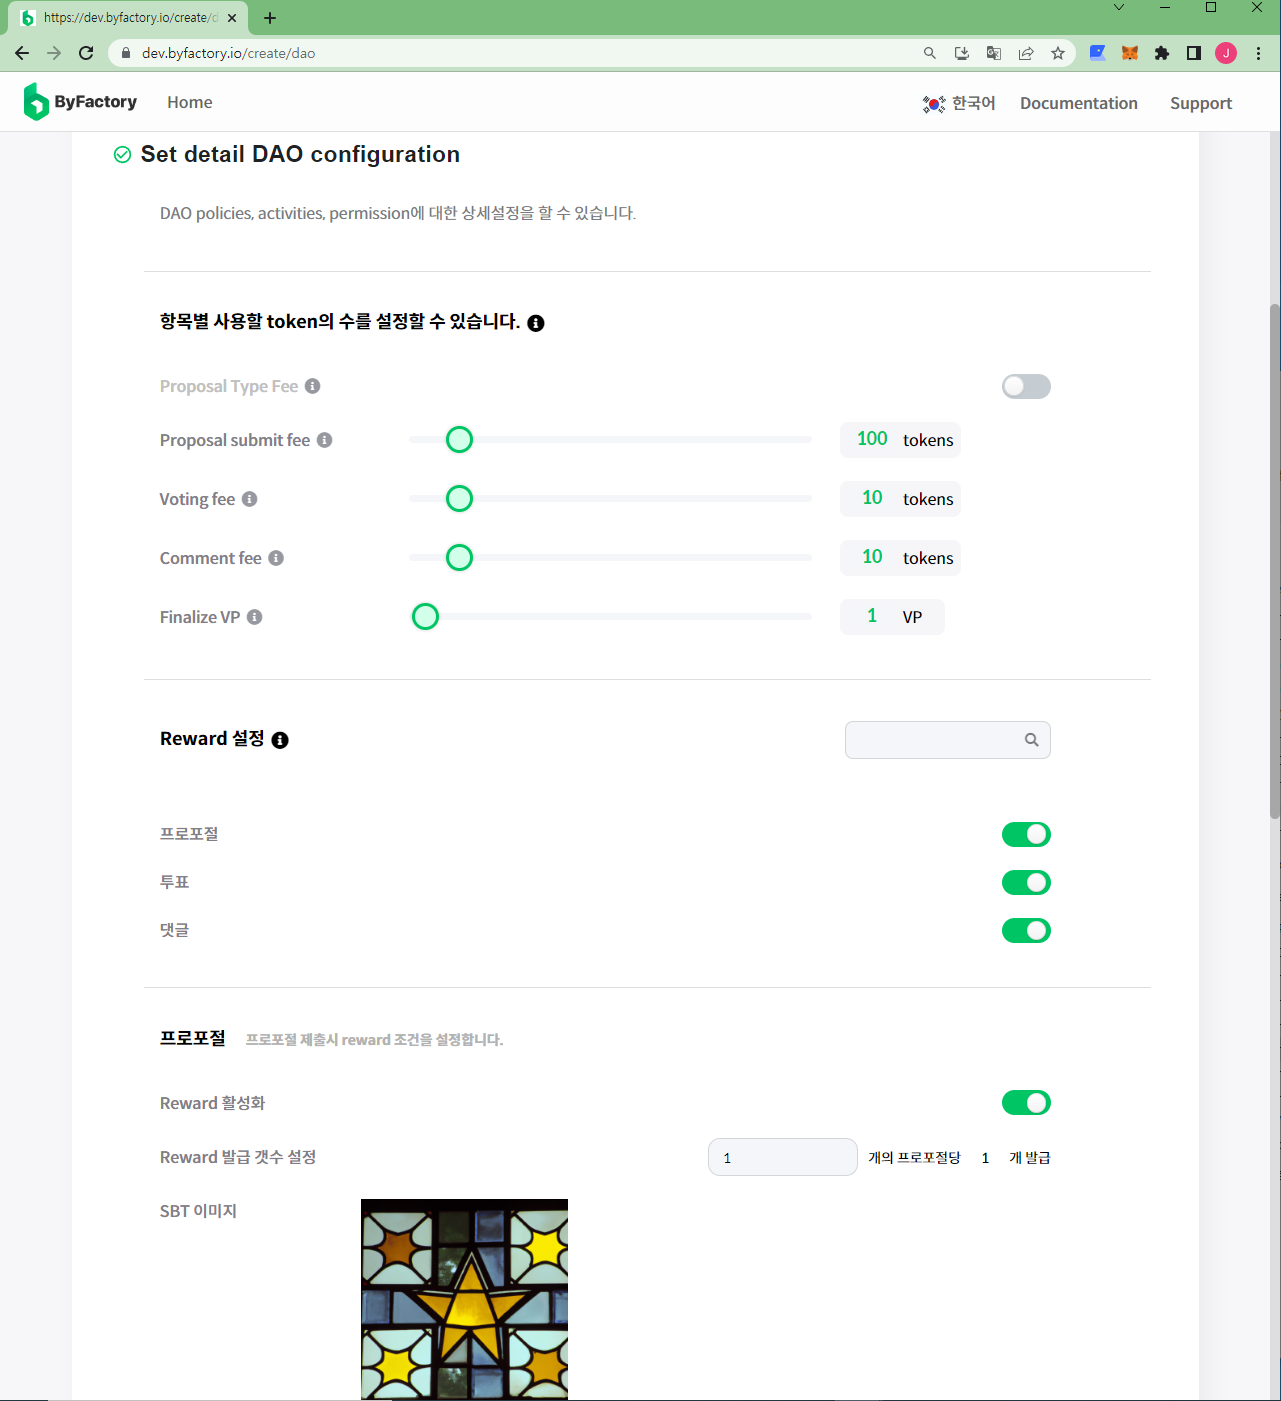 https://dev.byfactory.io/create/d
dev.byfactory.io/create/dao
J
ByFactory
Home
한국어
Documentation
Support
Set detail DAO configuration
DAO policies, activities, permission에 대한 상세설정을 할 수 있습니다.
항목별 사용할 token의 수를 설정할 수 있습니다.
Proposal Type Fee
Proposal submit fee
100 tokens
Voting fee
10 tokens
Comment fee
10 tokens
Finalize VP
1 VP
Reward 설정
프로포절
투표
댓글
프로포절 프로포절 제출시 reward 조건을 설정합니다.
Reward 활성화
Reward 발급 갯수 설정
1 개의 프로포절당 1 개 발급
SBT 이미지